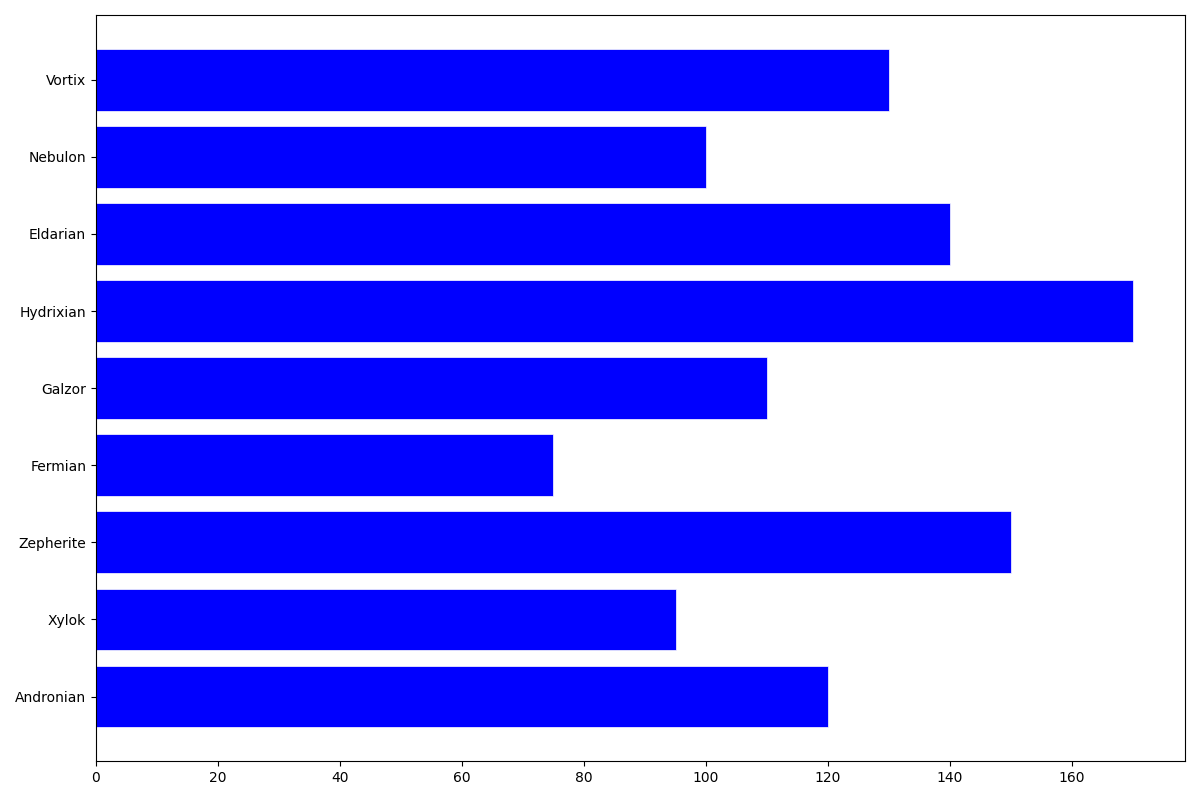 Vortix
Nebulon
Eldarian
Hydrixian
Galzor
Fermian
Zepherite
Xylok
Andronian
0 20 40 60 80 100 120 140 160